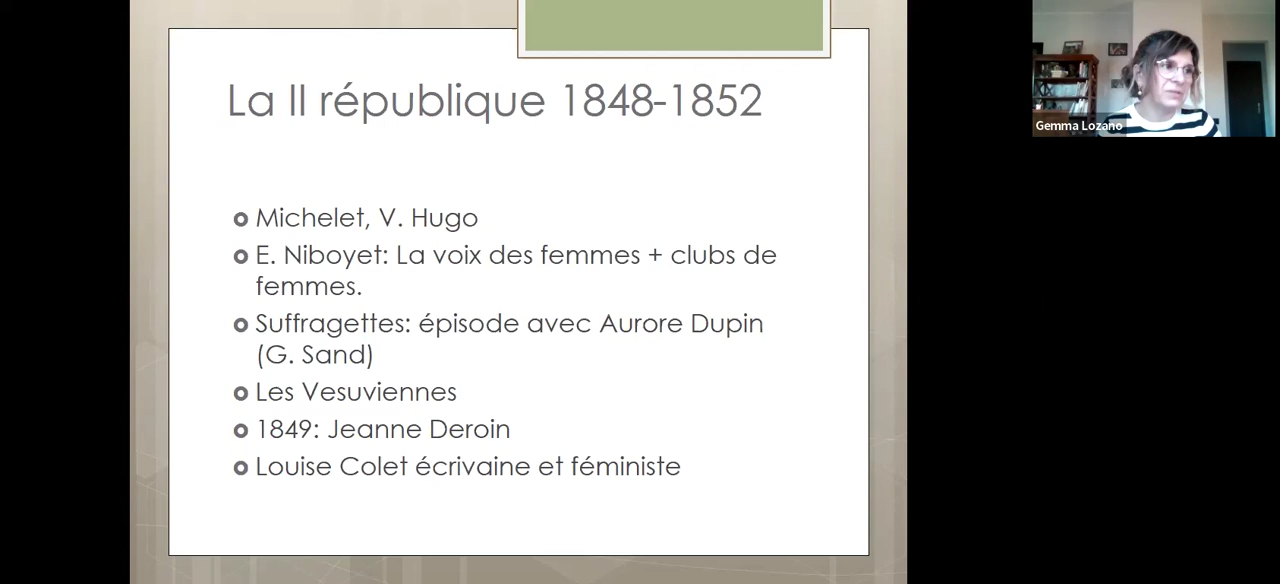 La II république 1848-1852
Michelet, V. Hugo
E. Niboyet: La voix des femmes + clubs de
femmes.
Suffragettes: épisode avec Aurore Dupin
(G. Sand)
Les Vesuviennes
1849: Jeanne Deroin
Louise Colet écrivaine et féministe
Gemma Lozano